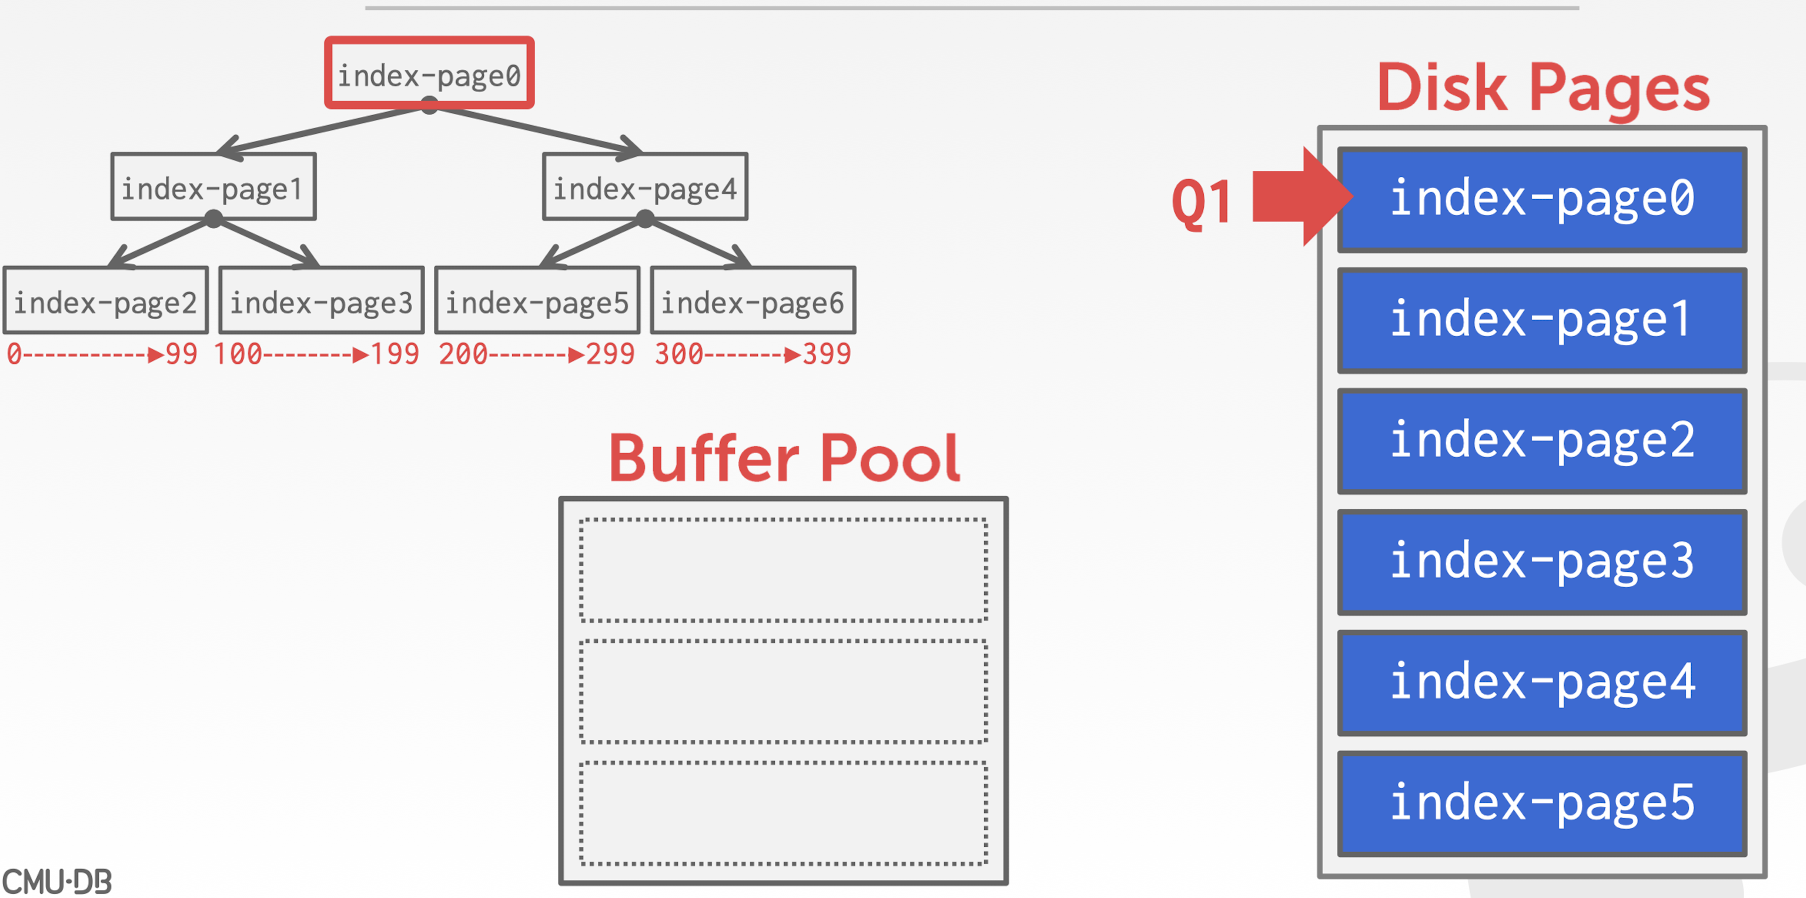 index-page0
index-page1
index-page4
index-page2
index-page3
index-page5
index-page6
0 99
100 199
200 299
300 399
Buffer Pool
Disk Pages
Q1
index-page0
index-page1
index-page2
index-page3
index-page4
index-page5
CMU·DB